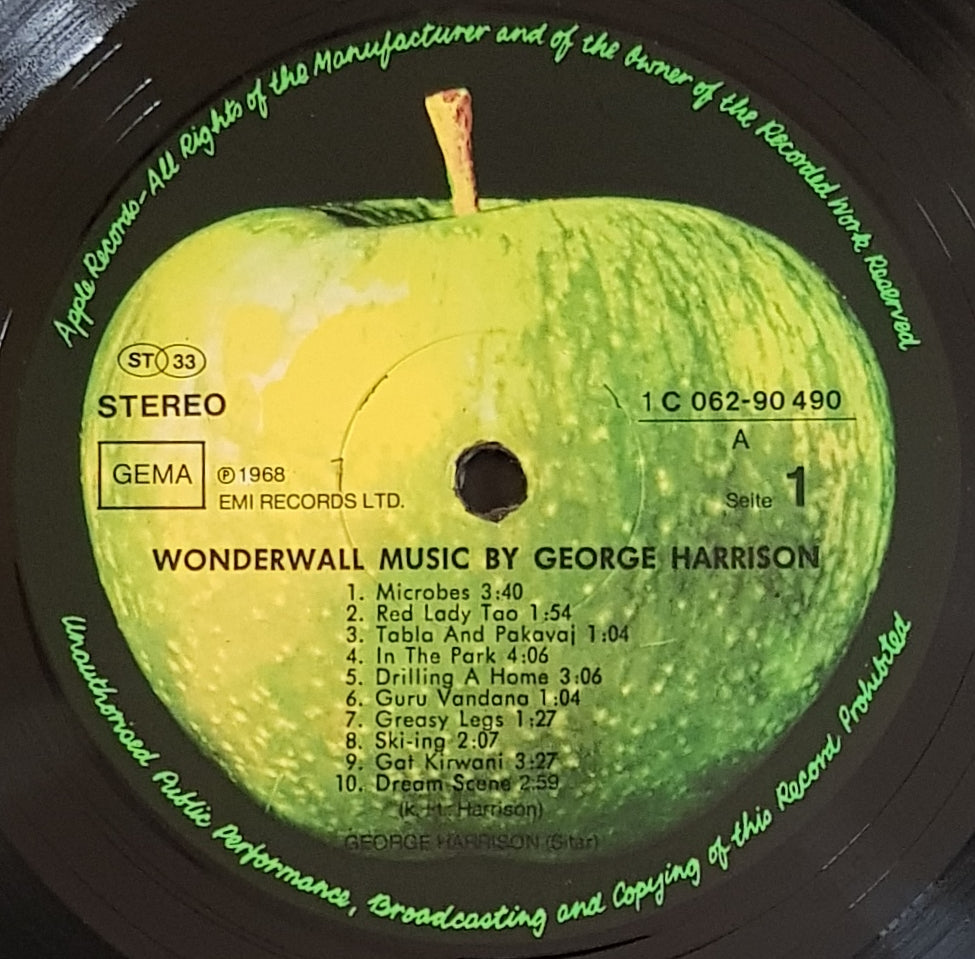 Apple Records-All Rights of the Manufacturer and of the Owner of the Recorded Work Reserved
ST 33
STEREO
GEMA
℗1968
EMI RECORDS LTD.
1 C 062-90 490
A
Seite 1
WONDERWALL MUSIC BY GEORGE HARRISON
1. Microbes 3:40
2. Red Lady Tao 1:54
3. Tabla And Pakavaj 1:04
4. In The Park 4:06
5. Drilling A Home 3:06
6. Guru Vandana 1:04
7. Greasy Legs 1:27
8. Ski-ing 2:07
9. Gat Kirwani 3:27
10. Dream Scene 2:59
(k. H. Harrison)
GEORGE HARRISON (Sitar)
Unauthorised Public Performance, Broadcasting and Copying of this Record Prohibited